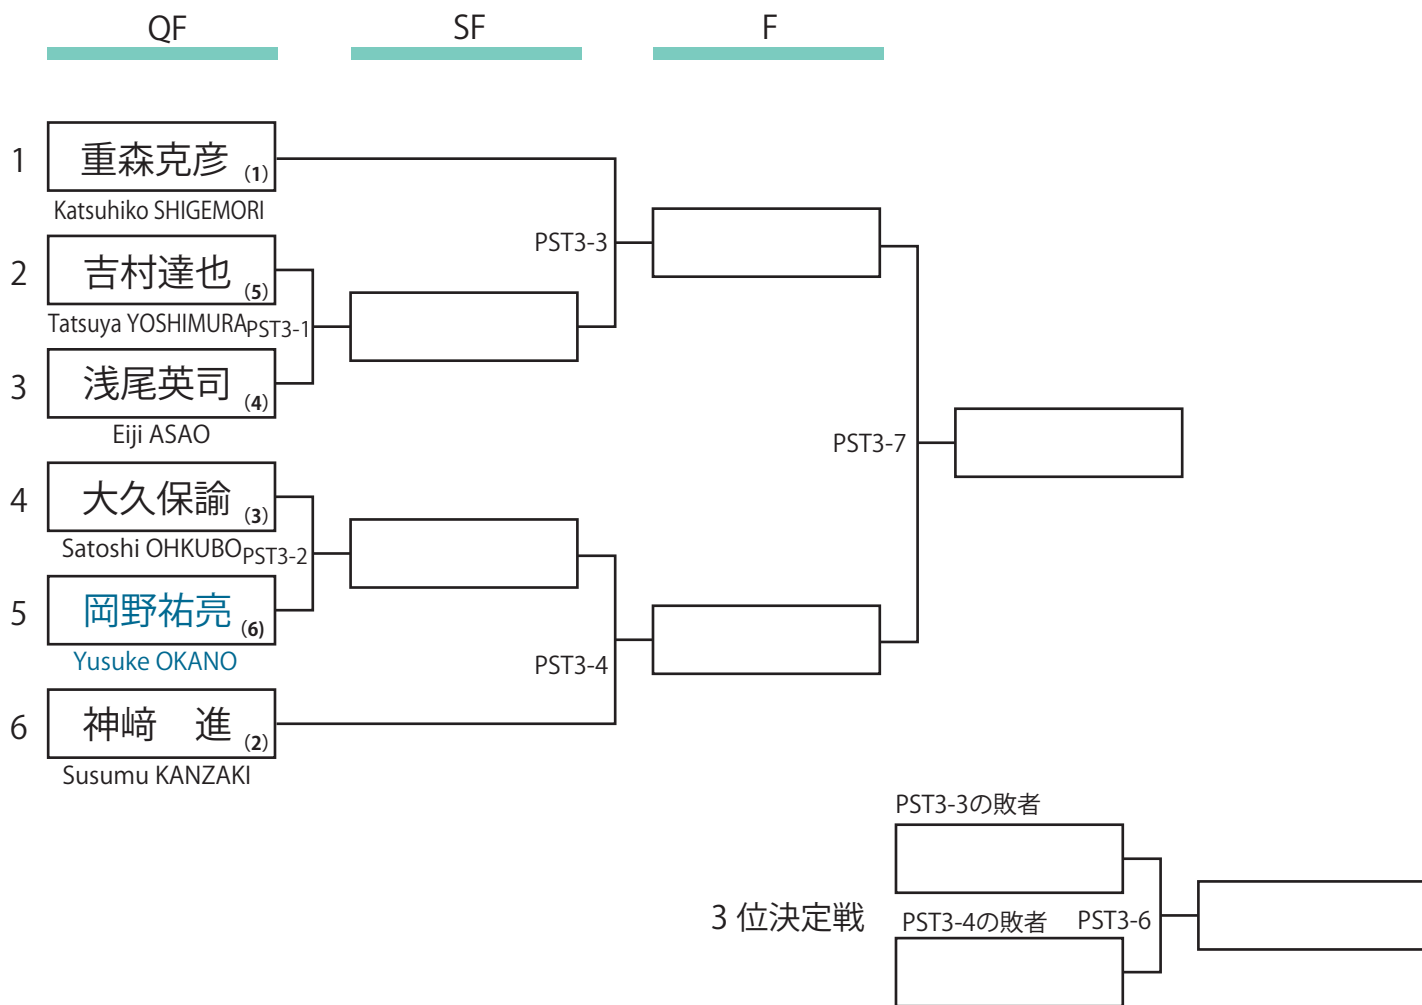 QF SF F
1 重森克彦 (1)
Katsuhiko SHIGEMORI
PST3-3
2 吉村達也 (5)
Tatsuya YOSHIMURA PST3-1
3 浅尾英司 (4)
Eiji ASAO
PST3-7
4 大久保諭 (3)
Satoshi OHKUBO PST3-2
5 岡野祐亮 (6)
Yusuke OKANO
PST3-4
6 神﨑　進 (2)
Susumu KANZAKI
PST3-3の敗者
3 位決定戦
PST3-4の敗者 PST3-6